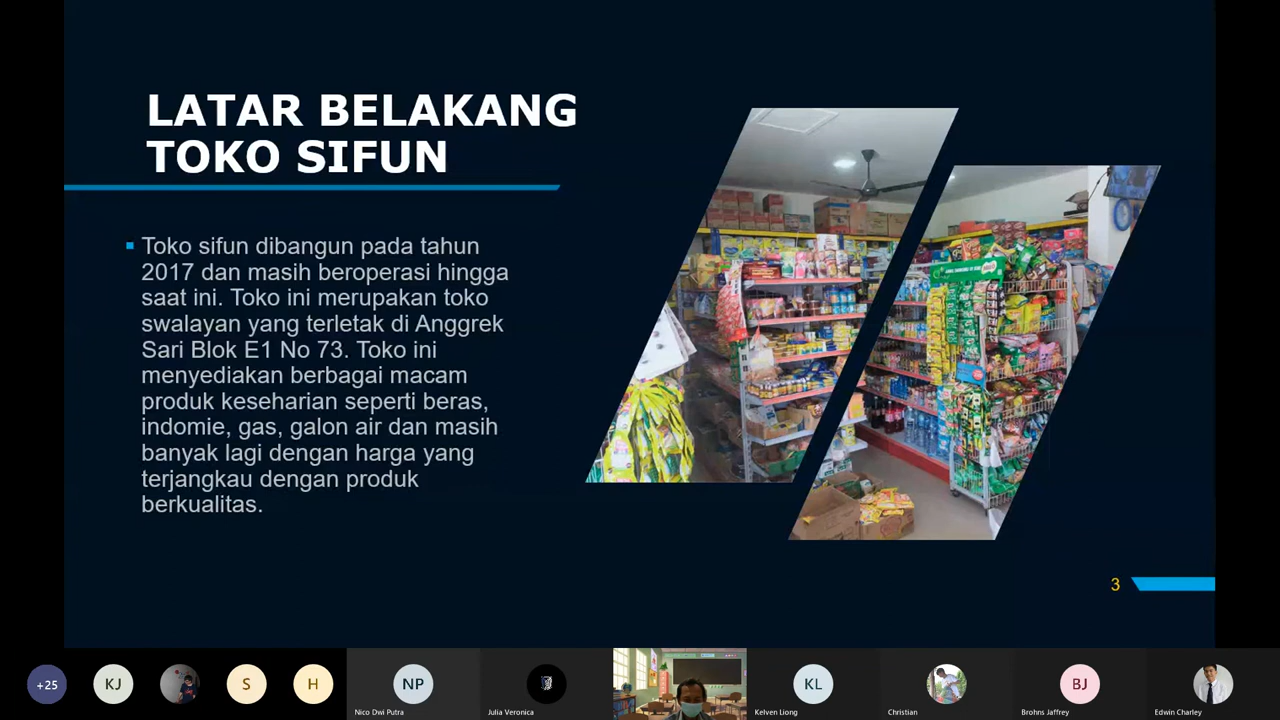 LATAR BELAKANG
TOKO SIFUN
Toko sifun dibangun pada tahun
2017 dan masih beroperasi hingga
saat ini. Toko ini merupakan toko
swalayan yang terletak di Anggrek
Sari Blok E1 No 73. Toko ini
menyediakan berbagai macam
produk keseharian seperti beras,
indomie, gas, galon air dan masih
banyak lagi dengan harga yang
terjangkau dengan produk
berkualitas.
3
+25
KJ
S
H
NP
KL
BJ
Nico Dwi Putra
Julia Veronica
Kelven Liong
Christian
Brohns Jaffrey
Edwin Charley